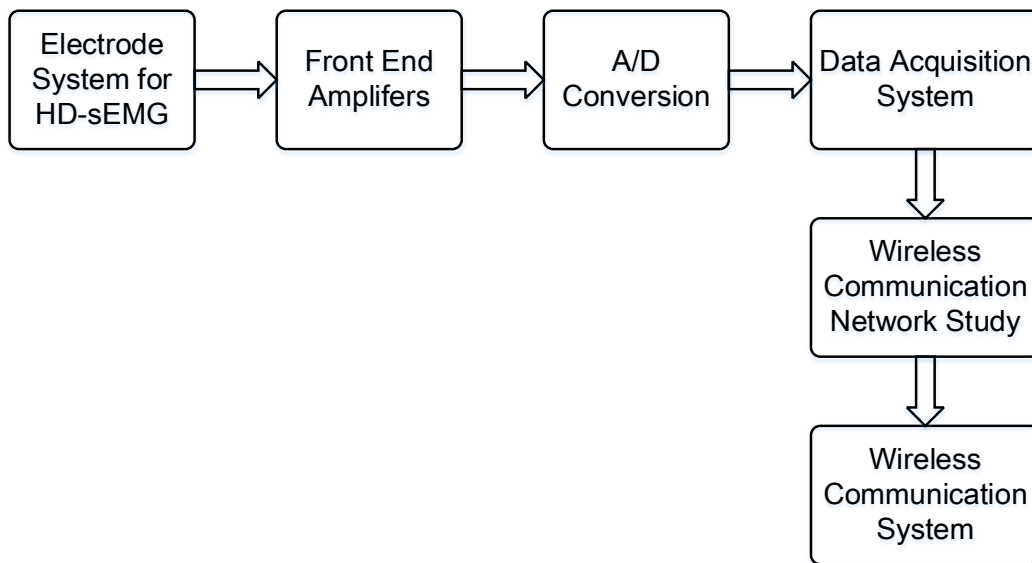 Electrode
System for
HD-sEMG
Front End
Amplifers
A/D
Conversion
Data Acquisition
System
Wireless
Communication
Network Study
Wireless
Communication
System